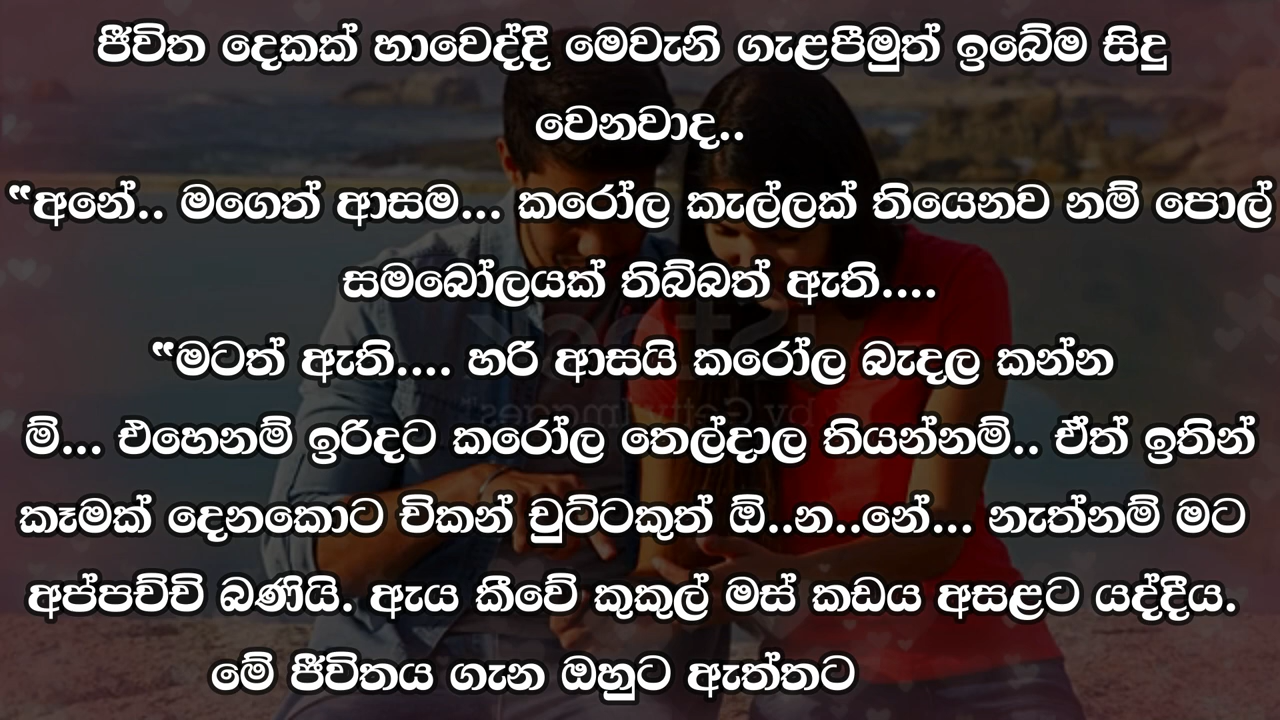 ජීවිත දෙකක් හාවෙද්දී මෙවැනි ගැළපීමුත් ඉබේම සිදු
වෙනවාද..
“අනේ.. මගෙත් ආසම... කරෝල කැල්ලක් තියෙනව නම් පොල්
සමබෝලයක් තිබ්බත් ඇති....
“මටත් ඇති.... හරි ආසයි කරෝල බැදල කන්න
ම්... එහෙනම් ඉරිදට කරෝල තෙල්දාල තියන්නම්.. ඒත් ඉතින්
කෑමක් දෙනකොට චිකන් චුට්ටකුත් ඕ..න..නේ... නැත්නම් මට
අප්පච්චි බණියි. ඇය කීවේ කුකුල් මස් කඩය අසළට යද්දීය.
මේ ජීවිතය ගැන ඔහුට ඇත්තට